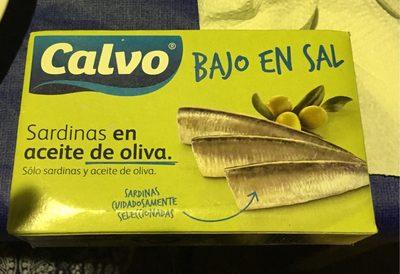 Calvo®
BAJO EN SAL
Sardinas en
aceite de oliva.
Sólo sardinas y aceite de oliva.
SARDINAS
CUIDADOSAMENTE
SELECCIONADAS